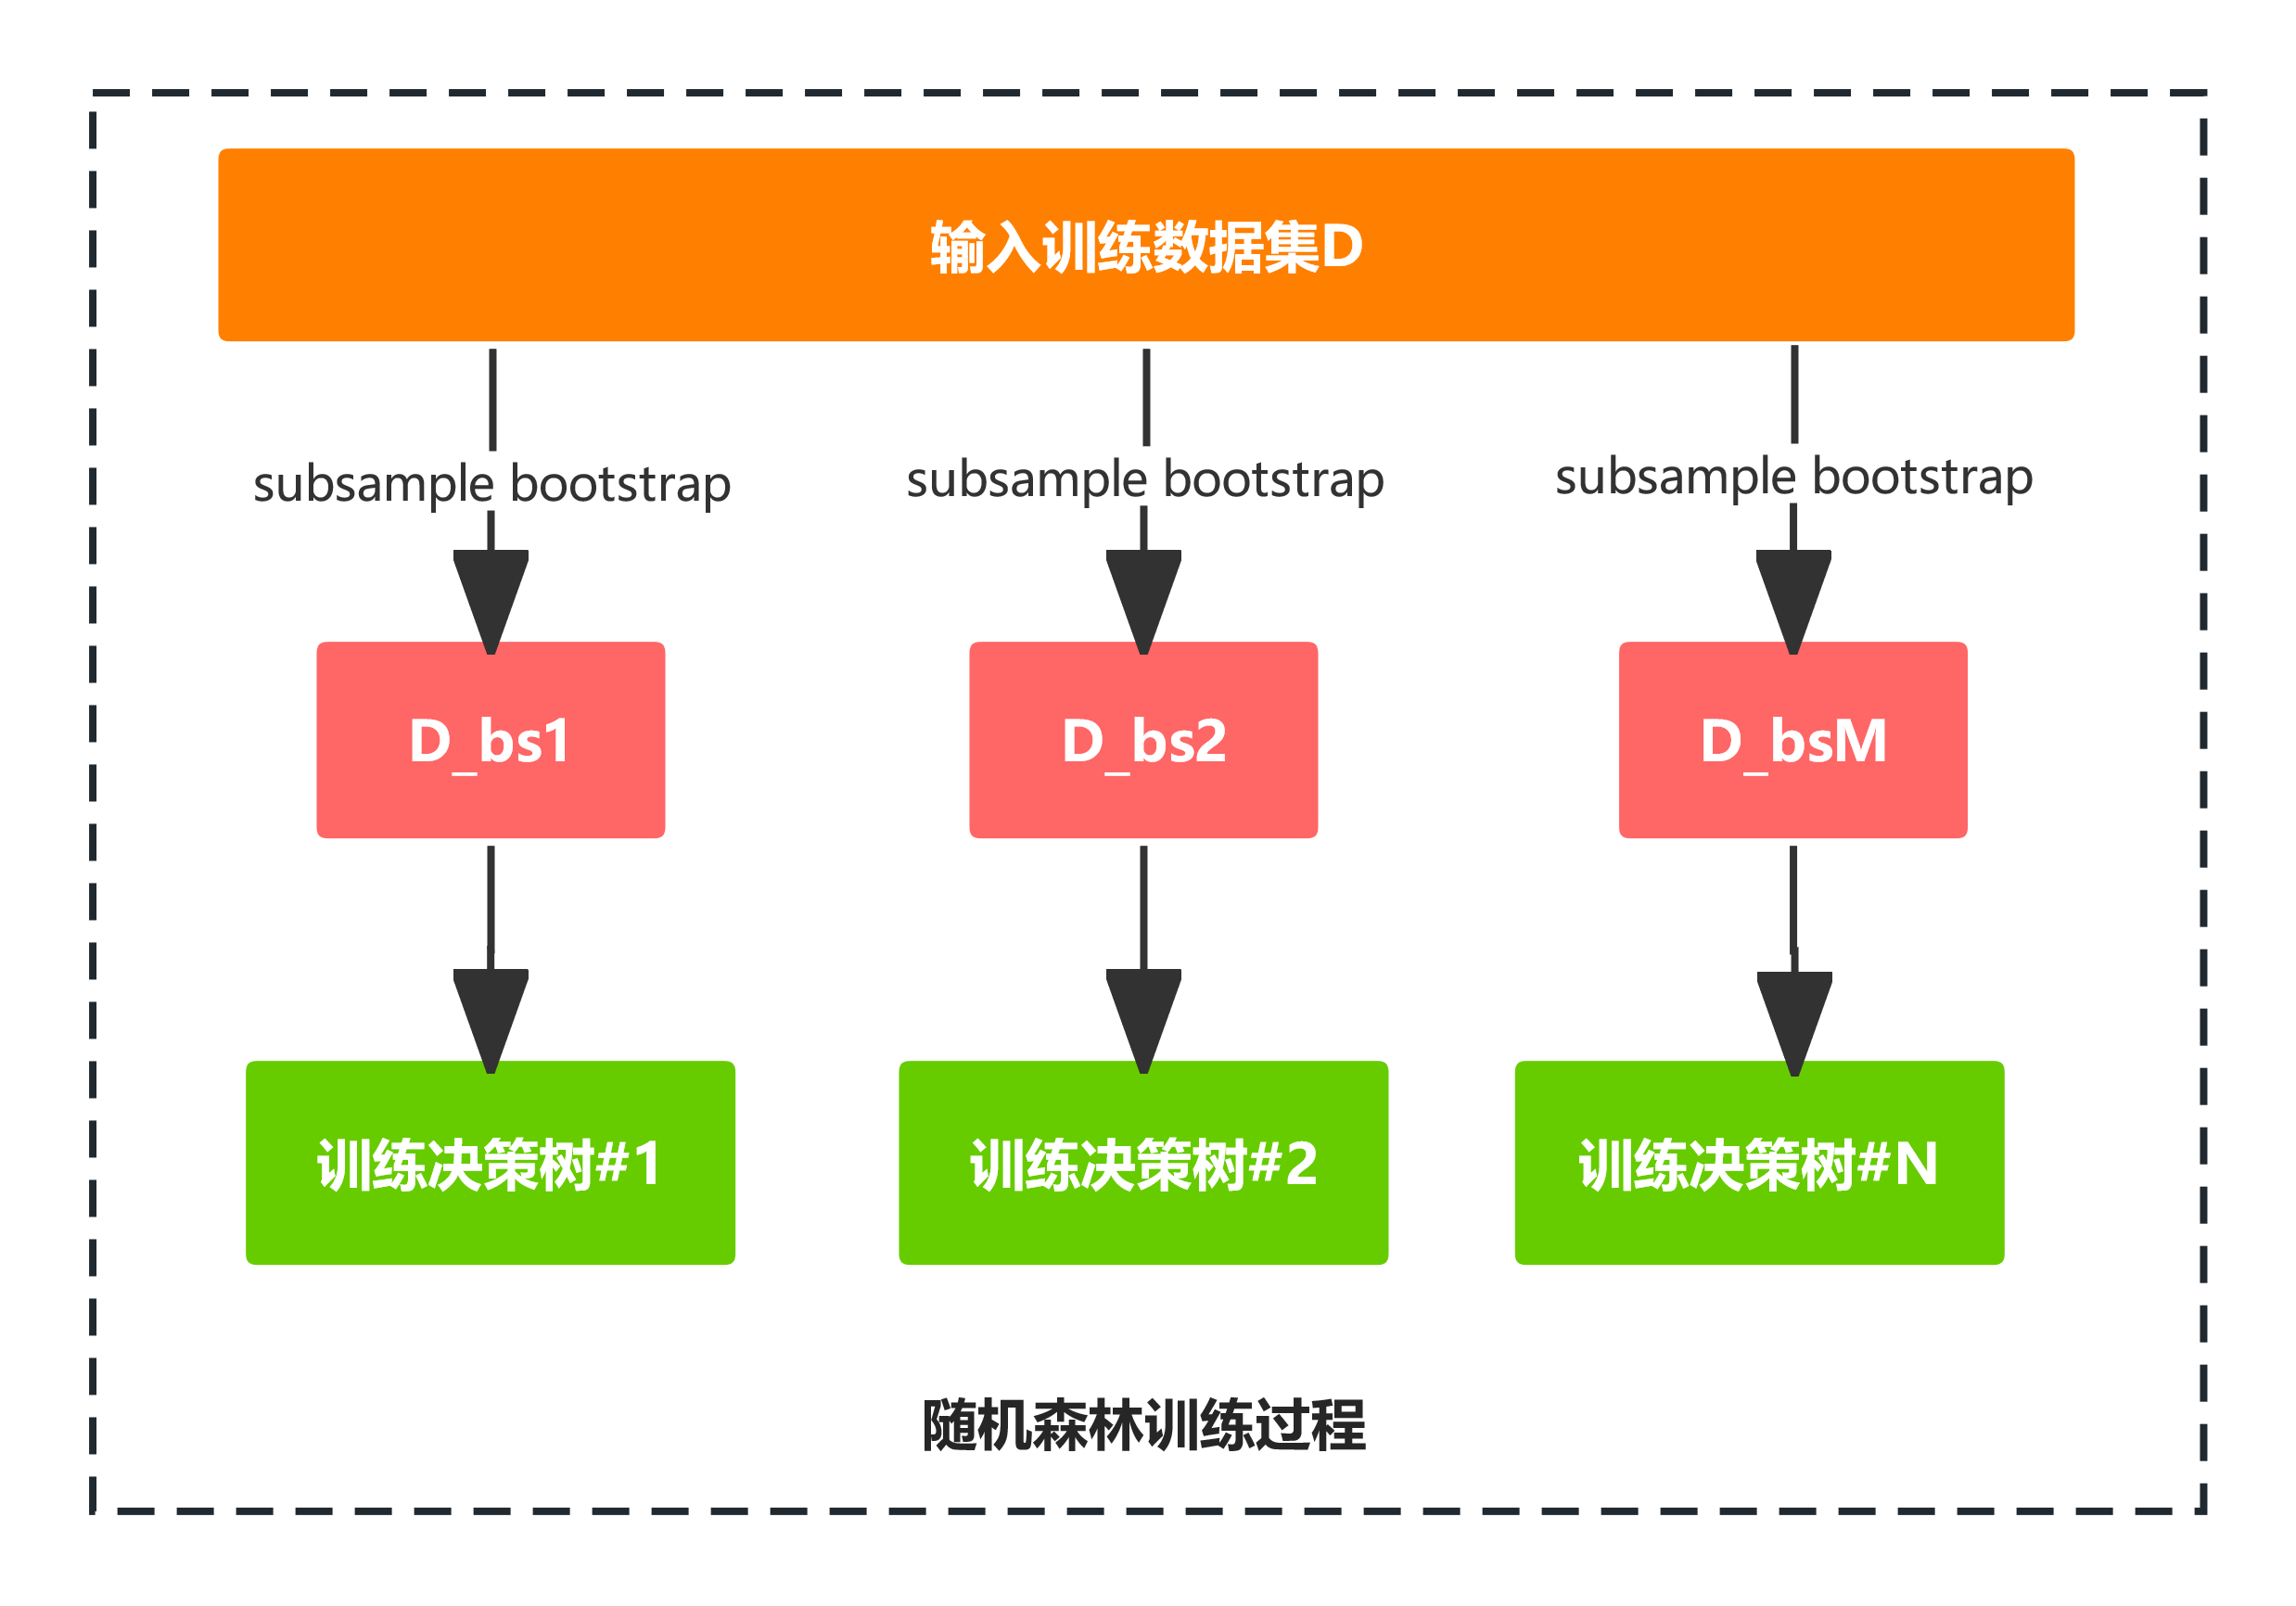 输入训练数据集D
subsample bootstrap
subsample bootstrap
subsample bootstrap
D_bs1
D_bs2
D_bsM
训练决策树#1
训练决策树#2
训练决策树#N
随机森林训练过程